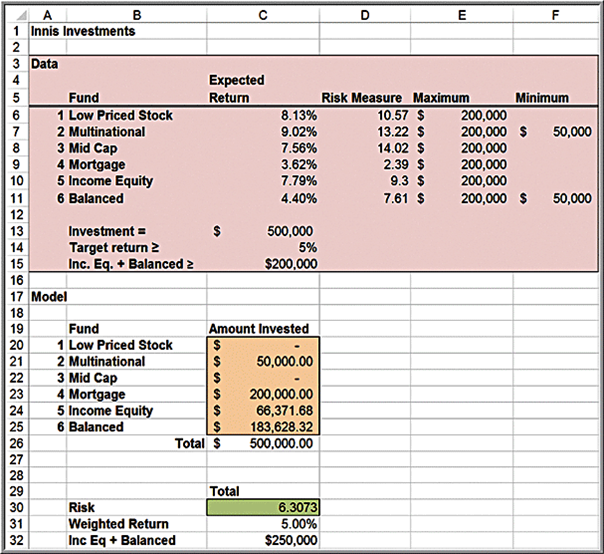 A B C D E F
1 Innis Investments
2
3 Data
4 Expected
5 Fund Return Risk Measure Maximum Minimum
6 1 Low Priced Stock 8.13% 10.57 $ 200,000
7 2 Multinational 9.02% 13.22 $ 200,000 $ 50,000
8 3 Mid Cap 7.56% 14.02 $ 200,000
9 4 Mortgage 3.62% 2.39 $ 200,000
10 5 Income Equity 7.79% 9.3 $ 200,000
11 6 Balanced 4.40% 7.61 $ 200,000 $ 50,000
12
13 Investment = $ 500,000
14 Target return ≥ 5%
15 Inc. Eq. + Balanced ≥ $200,000
16
17 Model
18
19 Fund Amount Invested
20 1 Low Priced Stock $ -
21 2 Multinational $ 50,000.00
22 3 Mid Cap $ -
23 4 Mortgage $ 200,000.00
24 5 Income Equity $ 66,371.68
25 6 Balanced $ 183,628.32
26 Total $ 500,000.00
27
28
29 Total
30 Risk 6.3073
31 Weighted Return 5.00%
32 Inc Eq + Balanced $250,000